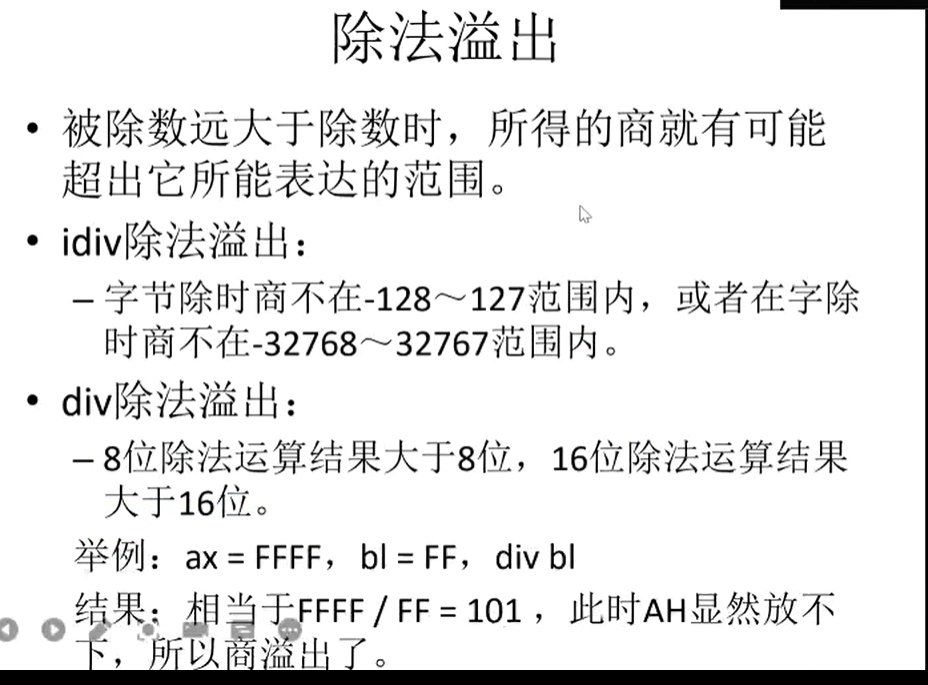 除法溢出
• 被除数远大于除数时，所得的商就有可能
超出它所能表达的范围。
• idiv除法溢出：
– 字节除时商不在-128～127范围内，或者在字除
时商不在-32768～32767范围内。
• div除法溢出：
– 8位除法运算结果大于8位，16位除法运算结果
大于16位。
举例：ax = FFFF，bl = FF，div bl
结果：相当于FFFF / FF = 101 ，此时AH显然放不
下，所以商溢出了。